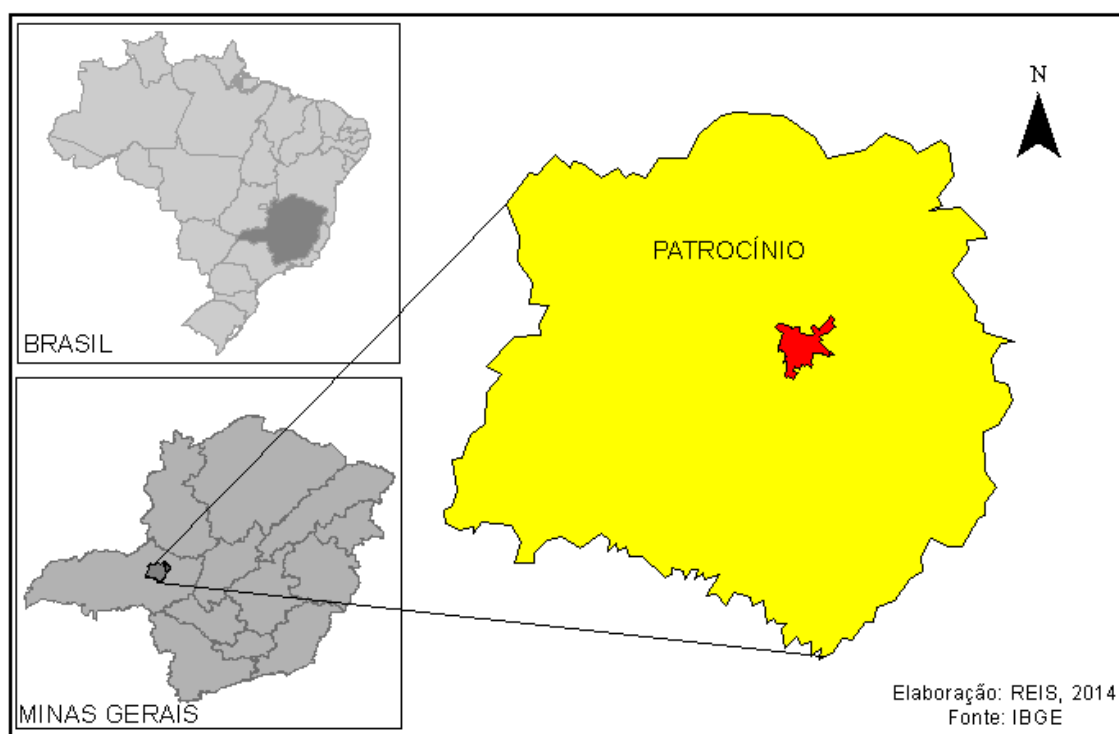 BRASIL
MINAS GERAIS
N
PATROCÍNIO
Elaboração: REIS, 2014
Fonte: IBGE